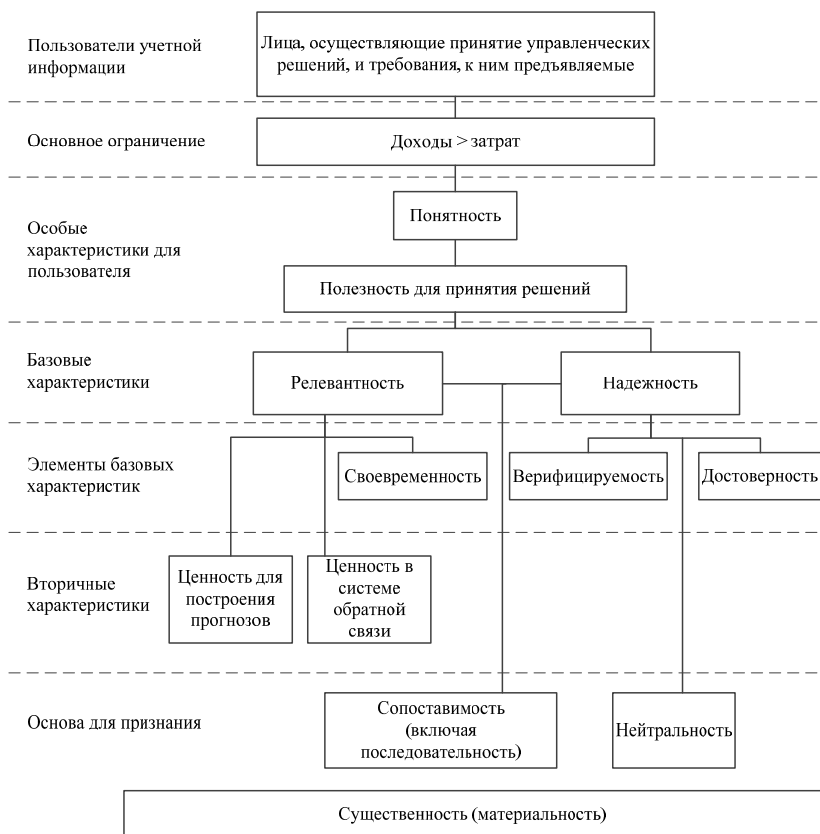 Пользователи учетной
информации
Лица, осуществляющие принятие управленческих
решений, и требования, к ним предъявляемые
Основное ограничение
Доходы > затрат
Особые
характеристики для
пользователя
Понятность
Полезность для принятия решений
Базовые
характеристики
Релевантность
Надежность
Элементы базовых
характеристик
Своевременность
Верифицируемость
Достоверность
Вторичные
характеристики
Ценность для
построения
прогнозов
Ценность в
системе
обратной
связи
Основа для признания
Сопоставимость
(включая
последовательность)
Нейтральность
Существенность (материальность)